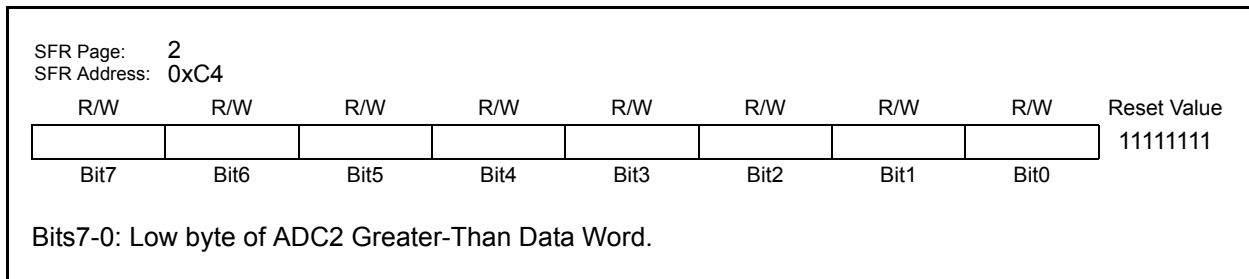 SFR Page: 2
SFR Address: 0xC4
R/W R/W R/W R/W R/W R/W R/W R/W Reset Value
11111111
Bit7 Bit6 Bit5 Bit4 Bit3 Bit2 Bit1 Bit0
Bits7-0: Low byte of ADC2 Greater-Than Data Word.